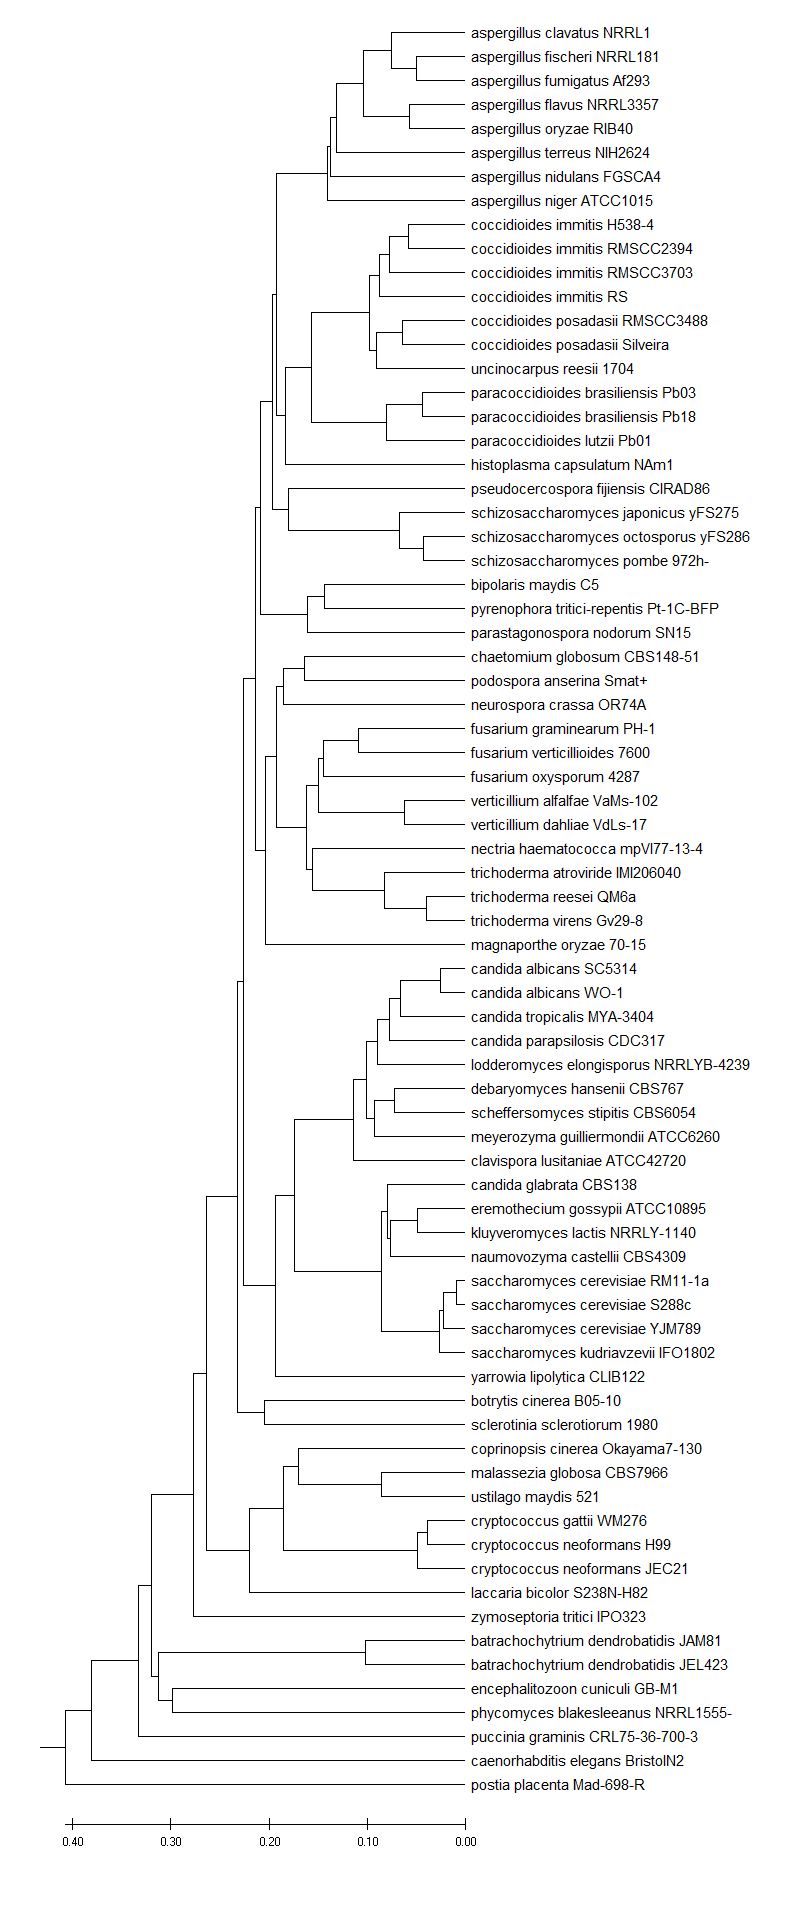 aspergillus clavatus NRRL1
aspergillus fischeri NRRL181
aspergillus fumigatus Af293
aspergillus flavus NRRL3357
aspergillus oryzae RIB40
aspergillus terreus NIH2624
aspergillus nidulans FGSCA4
aspergillus niger ATCC1015
coccidioides immitis H538-4
coccidioides immitis RMSCC2394
coccidioides immitis RMSCC3703
coccidioides immitis RS
coccidioides posadasii RMSCC3488
coccidioides posadasii Silveira
uncinocarpus reesii 1704
paracoccidioides brasiliensis Pb03
paracoccidioides brasiliensis Pb18
paracoccidioides lutzii Pb01
histoplasma capsulatum NAm1
pseudocercospora fijiensis CIRAD86
schizosaccharomyces japonicus yFS275
schizosaccharomyces octosporus yFS286
schizosaccharomyces pombe 972h-
bipolaris maydis C5
pyrenophora tritici-repentis Pt-1C-BFP
parastagonospora nodorum SN15
chaetomium globosum CBS148-51
podospora anserina Smat+
neurospora crassa OR74A
fusarium graminearum PH-1
fusarium verticillioides 7600
fusarium oxysporum 4287
verticillium alfalfae VaMs-102
verticillium dahliae VdLs-17
nectria haematococca mpVI77-13-4
trichoderma atroviride IMI206040
trichoderma reesei QM6a
trichoderma virens Gv29-8
magnaporthe oryzae 70-15
candida albicans SC5314
candida albicans WO-1
candida tropicalis MYA-3404
candida parapsilosis CDC317
lodderomyces elongisporus NRRLYB-4239
debaryomyces hansenii CBS767
scheffersomyces stipitis CBS6054
meyerozyma guilliermondii ATCC6260
clavispora lusitaniae ATCC42720
candida glabrata CBS138
eremothecium gossypii ATCC10895
kluyveromyces lactis NRRLY-1140
naumovozyma castellii CBS4309
saccharomyces cerevisiae RM11-1a
saccharomyces cerevisiae S288c
saccharomyces cerevisiae YJM789
saccharomyces kudriavzevii IFO1802
yarrowia lipolytica CLIB122
botrytis cinerea B05-10
sclerotinia sclerotiorum 1980
coprinopsis cinerea Okayama7-130
malassezia globosa CBS7966
ustilago maydis 521
cryptococcus gattii WM276
cryptococcus neoformans H99
cryptococcus neoformans JEC21
laccaria bicolor S238N-H82
zymoseptoria tritici IPO323
batrachochytrium dendrobatidis JAM81
batrachochytrium dendrobatidis JEL423
encephalitozoon cuniculi GB-M1
phycomyces blakesleeanus NRRL1555-
puccinia graminis CRL75-36-700-3
caenorhabditis elegans BristolN2
postia placenta Mad-698-R
0.40 0.30 0.20 0.10 0.00